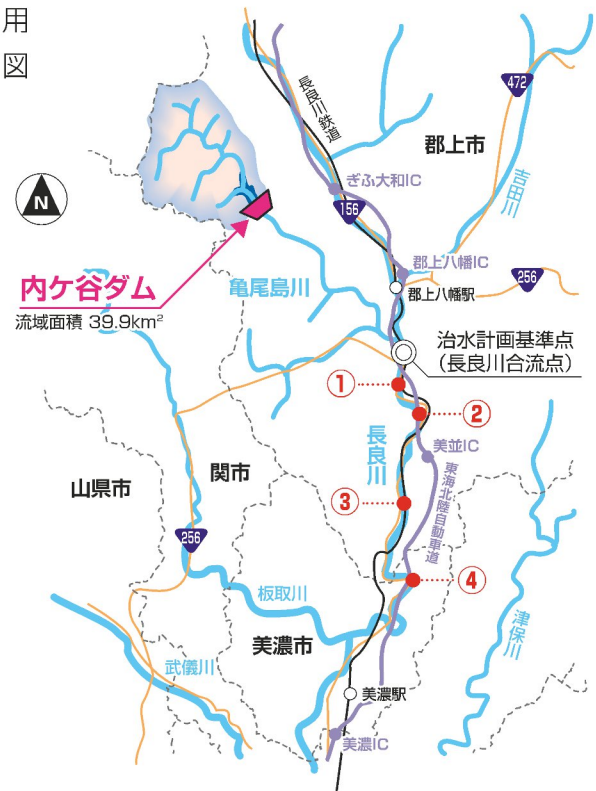 用
図
472
長良川鉄道
郡上市
ぎふ大和IC
吉田川
N
156
郡上八幡IC
256
内ケ谷ダム
流域面積 39.9km²
亀尾島川
郡上八幡駅
治水計画基準点
（長良川合流点）
①
②
長良川
美並IC
関市
山県市
東海北陸自動車道
③
256
④
板取川
津保川
美濃市
武儀川
美濃駅
美濃IC